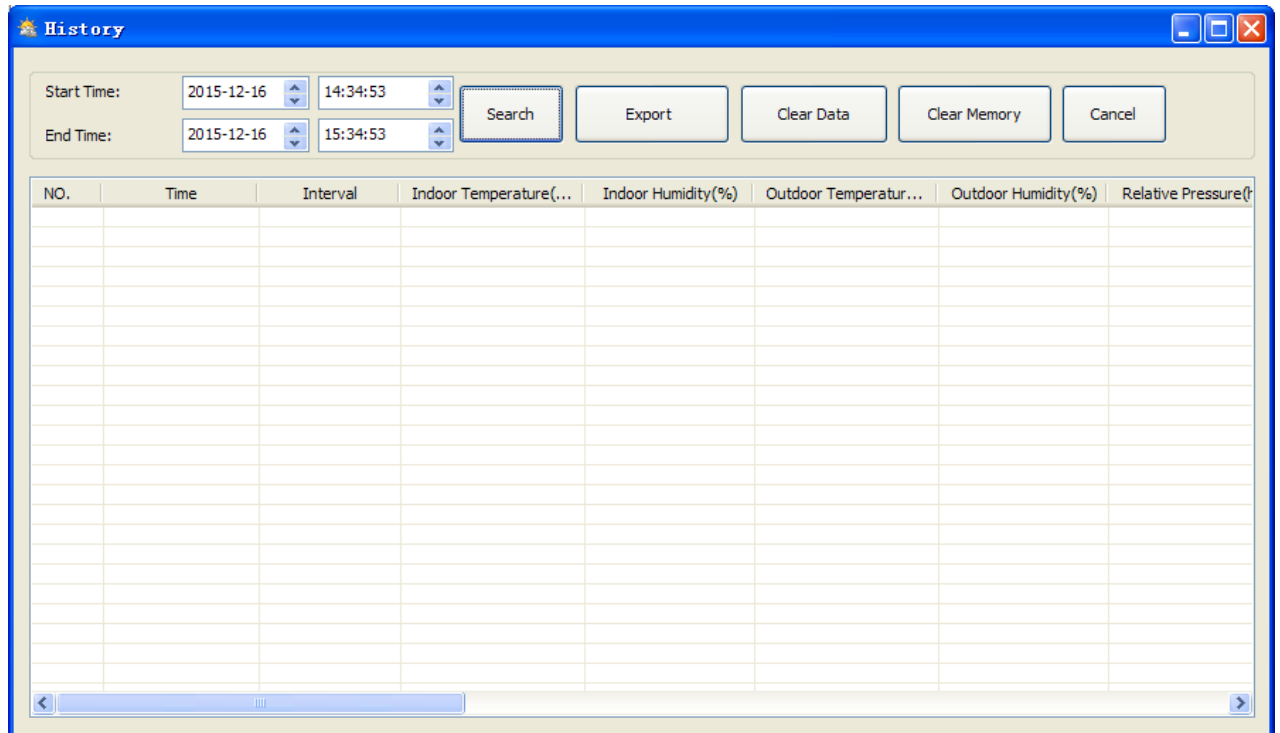 History
Start Time: 2015-12-16 14:34:53
End Time: 2015-12-16 15:34:53
Search Export Clear Data Clear Memory Cancel
NO. Time Interval Indoor Temperature(... Indoor Humidity(%) Outdoor Temperatur... Outdoor Humidity(%) Relative Pressure(h